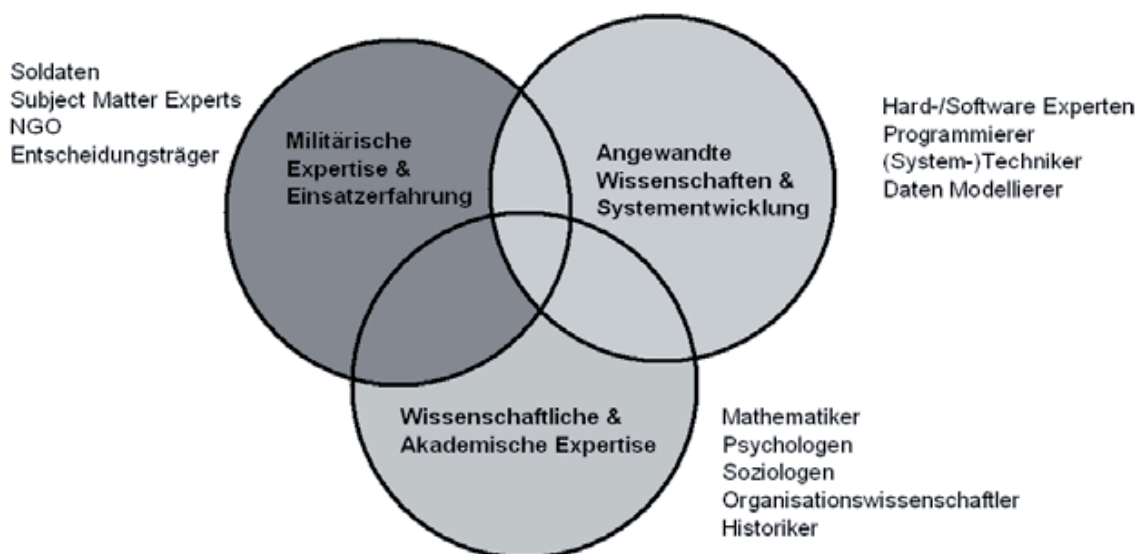 Soldaten
Subject Matter Experts
NGO
Entscheidungsträger
Militärische
Expertise &
Einsatzerfahrung
Angewandte
Wissenschaften &
Systementwicklung
Hard-/Software Experten
Programmierer
(System-)Techniker
Daten Modellierer
Wissenschaftliche &
Akademische Expertise
Mathematiker
Psychologen
Soziologen
Organisationswissenschaftler
Historiker